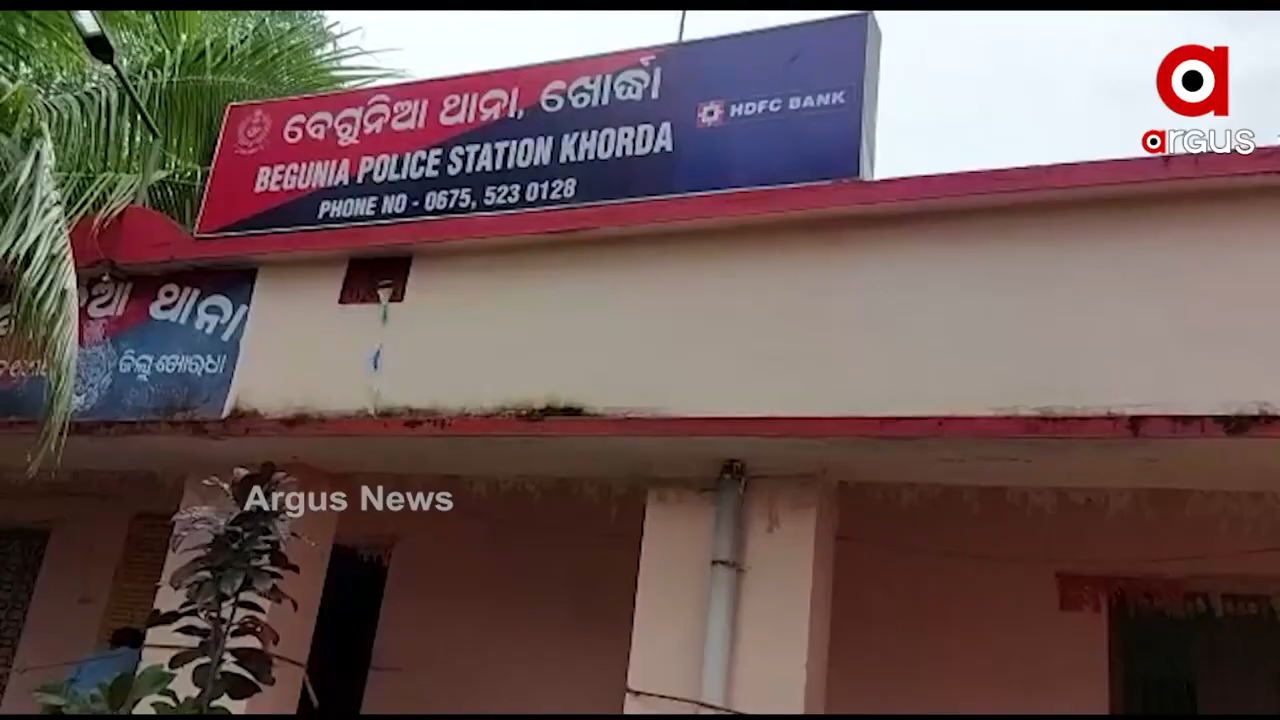 ବେଗୁନିଆ ଥାନା, ଖୋର୍ଦ୍ଧା
HDFC BANK
BEGUNIA POLICE STATION KHORDA
PHONE NO - 0675, 523 0128
argus
ଥାନା
Argus News